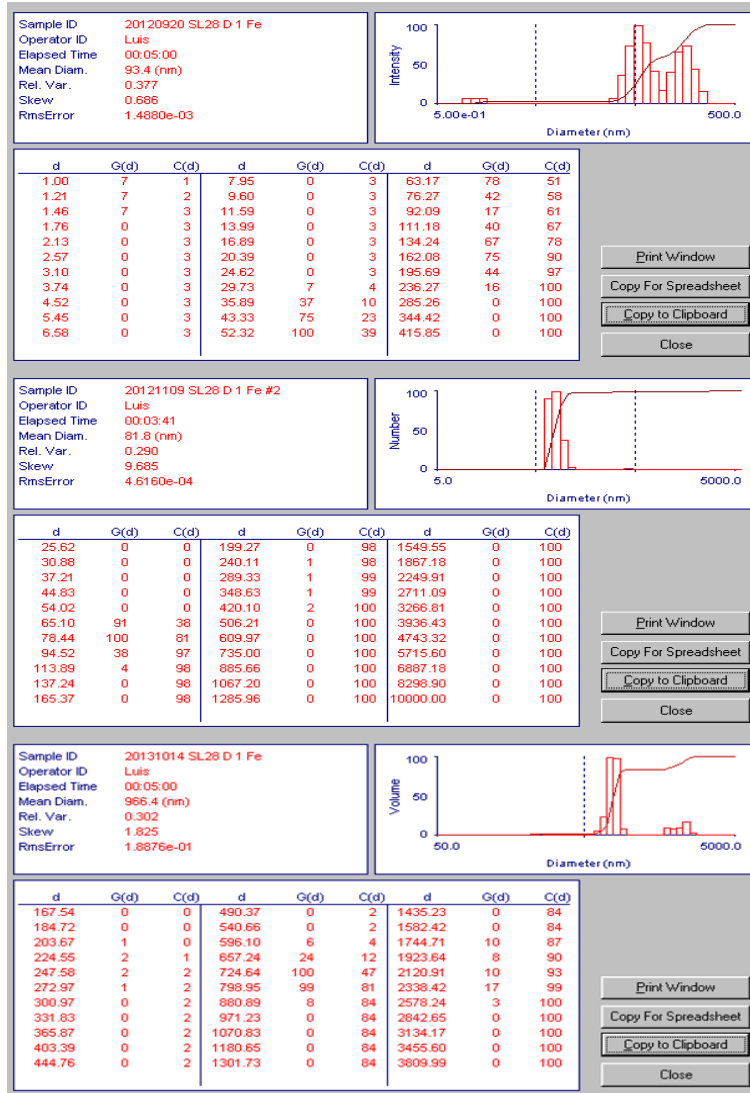 Sample ID 20120920 SL28 D 1 Fe
Operator ID Luis
Elapsed Time 00:05:00
Mean Diam. 93.4 (nm)
Rel. Var. 0.377
Skew 0.686
RmsError 1.4880e-03
Intensity
100
50
0
5.00e-01 500.0
Diameter (nm)
d G(d) C(d) d G(d) C(d) d G(d) C(d)
1.00 7 1 7.95 0 3 63.17 78 51
1.21 7 2 9.60 0 3 76.27 42 58
1.46 7 3 11.59 0 3 92.09 17 61
1.76 0 3 13.99 0 3 111.18 40 67
2.13 0 3 16.89 0 3 134.24 67 78
2.57 0 3 20.39 0 3 162.08 75 90
3.10 0 3 24.62 0 3 195.69 44 97
3.74 0 3 29.73 7 4 236.27 16 100
4.52 0 3 35.89 37 10 285.26 0 100
5.45 0 3 43.33 75 23 344.42 0 100
6.58 0 3 52.32 100 39 415.85 0 100
Print Window
Copy For Spreadsheet
Copy to Clipboard
Close
Sample ID 20121109 SL28 D 1 Fe #2
Operator ID Luis
Elapsed Time 00:03:41
Mean Diam. 81.8 (nm)
Rel. Var. 0.290
Skew 9.685
RmsError 4.6160e-04
Number
100
50
0
5.0 5000.0
Diameter (nm)
d G(d) C(d) d G(d) C(d) d G(d) C(d)
25.62 0 0 199.27 0 98 1549.55 0 100
30.88 0 0 240.11 1 98 1867.18 0 100
37.21 0 0 289.33 1 99 2249.91 0 100
44.83 0 0 348.63 1 99 2711.09 0 100
54.02 0 0 420.10 2 100 3266.81 0 100
65.10 91 38 506.21 0 100 3936.43 0 100
78.44 100 81 609.97 0 100 4743.32 0 100
94.52 38 97 735.00 0 100 5715.60 0 100
113.89 4 98 885.66 0 100 6887.18 0 100
137.24 0 98 1067.20 0 100 8298.90 0 100
165.37 0 98 1285.96 0 100 10000.00 0 100
Print Window
Copy For Spreadsheet
Copy to Clipboard
Close
Sample ID 20131014 SL28 D 1 Fe
Operator ID Luis
Elapsed Time 00:05:00
Mean Diam. 966.4 (nm)
Rel. Var. 0.302
Skew 1.825
RmsError 1.8876e-01
Volume
100
50
0
50.0 5000.0
Diameter (nm)
d G(d) C(d) d G(d) C(d) d G(d) C(d)
167.54 0 0 490.37 0 2 1435.23 0 84
184.72 0 0 540.66 0 2 1582.42 0 84
203.67 1 0 596.10 6 4 1744.71 10 87
224.55 2 1 657.24 24 12 1923.64 8 90
247.58 2 2 724.64 100 47 2120.91 10 93
272.97 1 2 798.95 99 81 2338.42 17 99
300.97 0 2 880.89 8 84 2578.24 3 100
331.83 0 2 971.23 0 84 2842.65 0 100
365.87 0 2 1070.83 0 84 3134.17 0 100
403.39 0 2 1180.65 0 84 3455.60 0 100
444.76 0 2 1301.73 0 84 3809.99 0 100
Print Window
Copy For Spreadsheet
Copy to Clipboard
Close